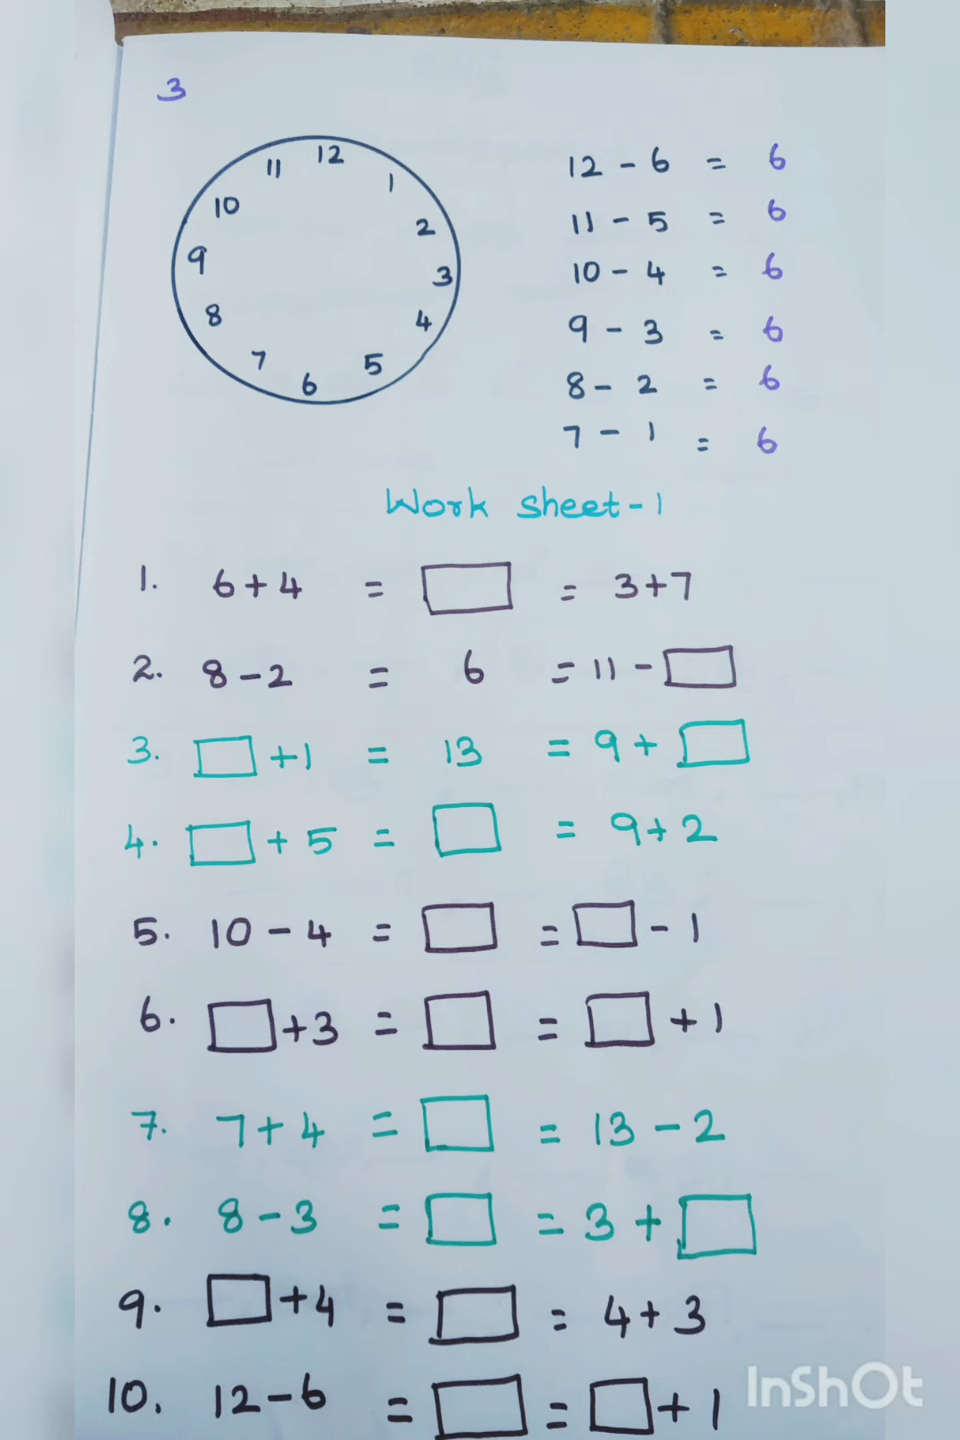 3
12
11 1
10 2
9 3
8 4
7 5
6
12 - 6 = 6
11 - 5 = 6
10 - 4 = 6
9 - 3 = 6
8 - 2 = 6
7 - 1 = 6
Work sheet - 1
1. 6 + 4 = □ = 3 + 7
2. 8 - 2 = 6 = 11 - □
3. □ + 1 = 13 = 9 + □
4. □ + 5 = □ = 9 + 2
5. 10 - 4 = □ = □ - 1
6. □ + 3 = □ = □ + 1
7. 7 + 4 = □ = 13 - 2
8. 8 - 3 = □ = 3 + □
9. □ + 4 = □ = 4 + 3
10. 12 - 6 = □ = □ + 1
InShOt